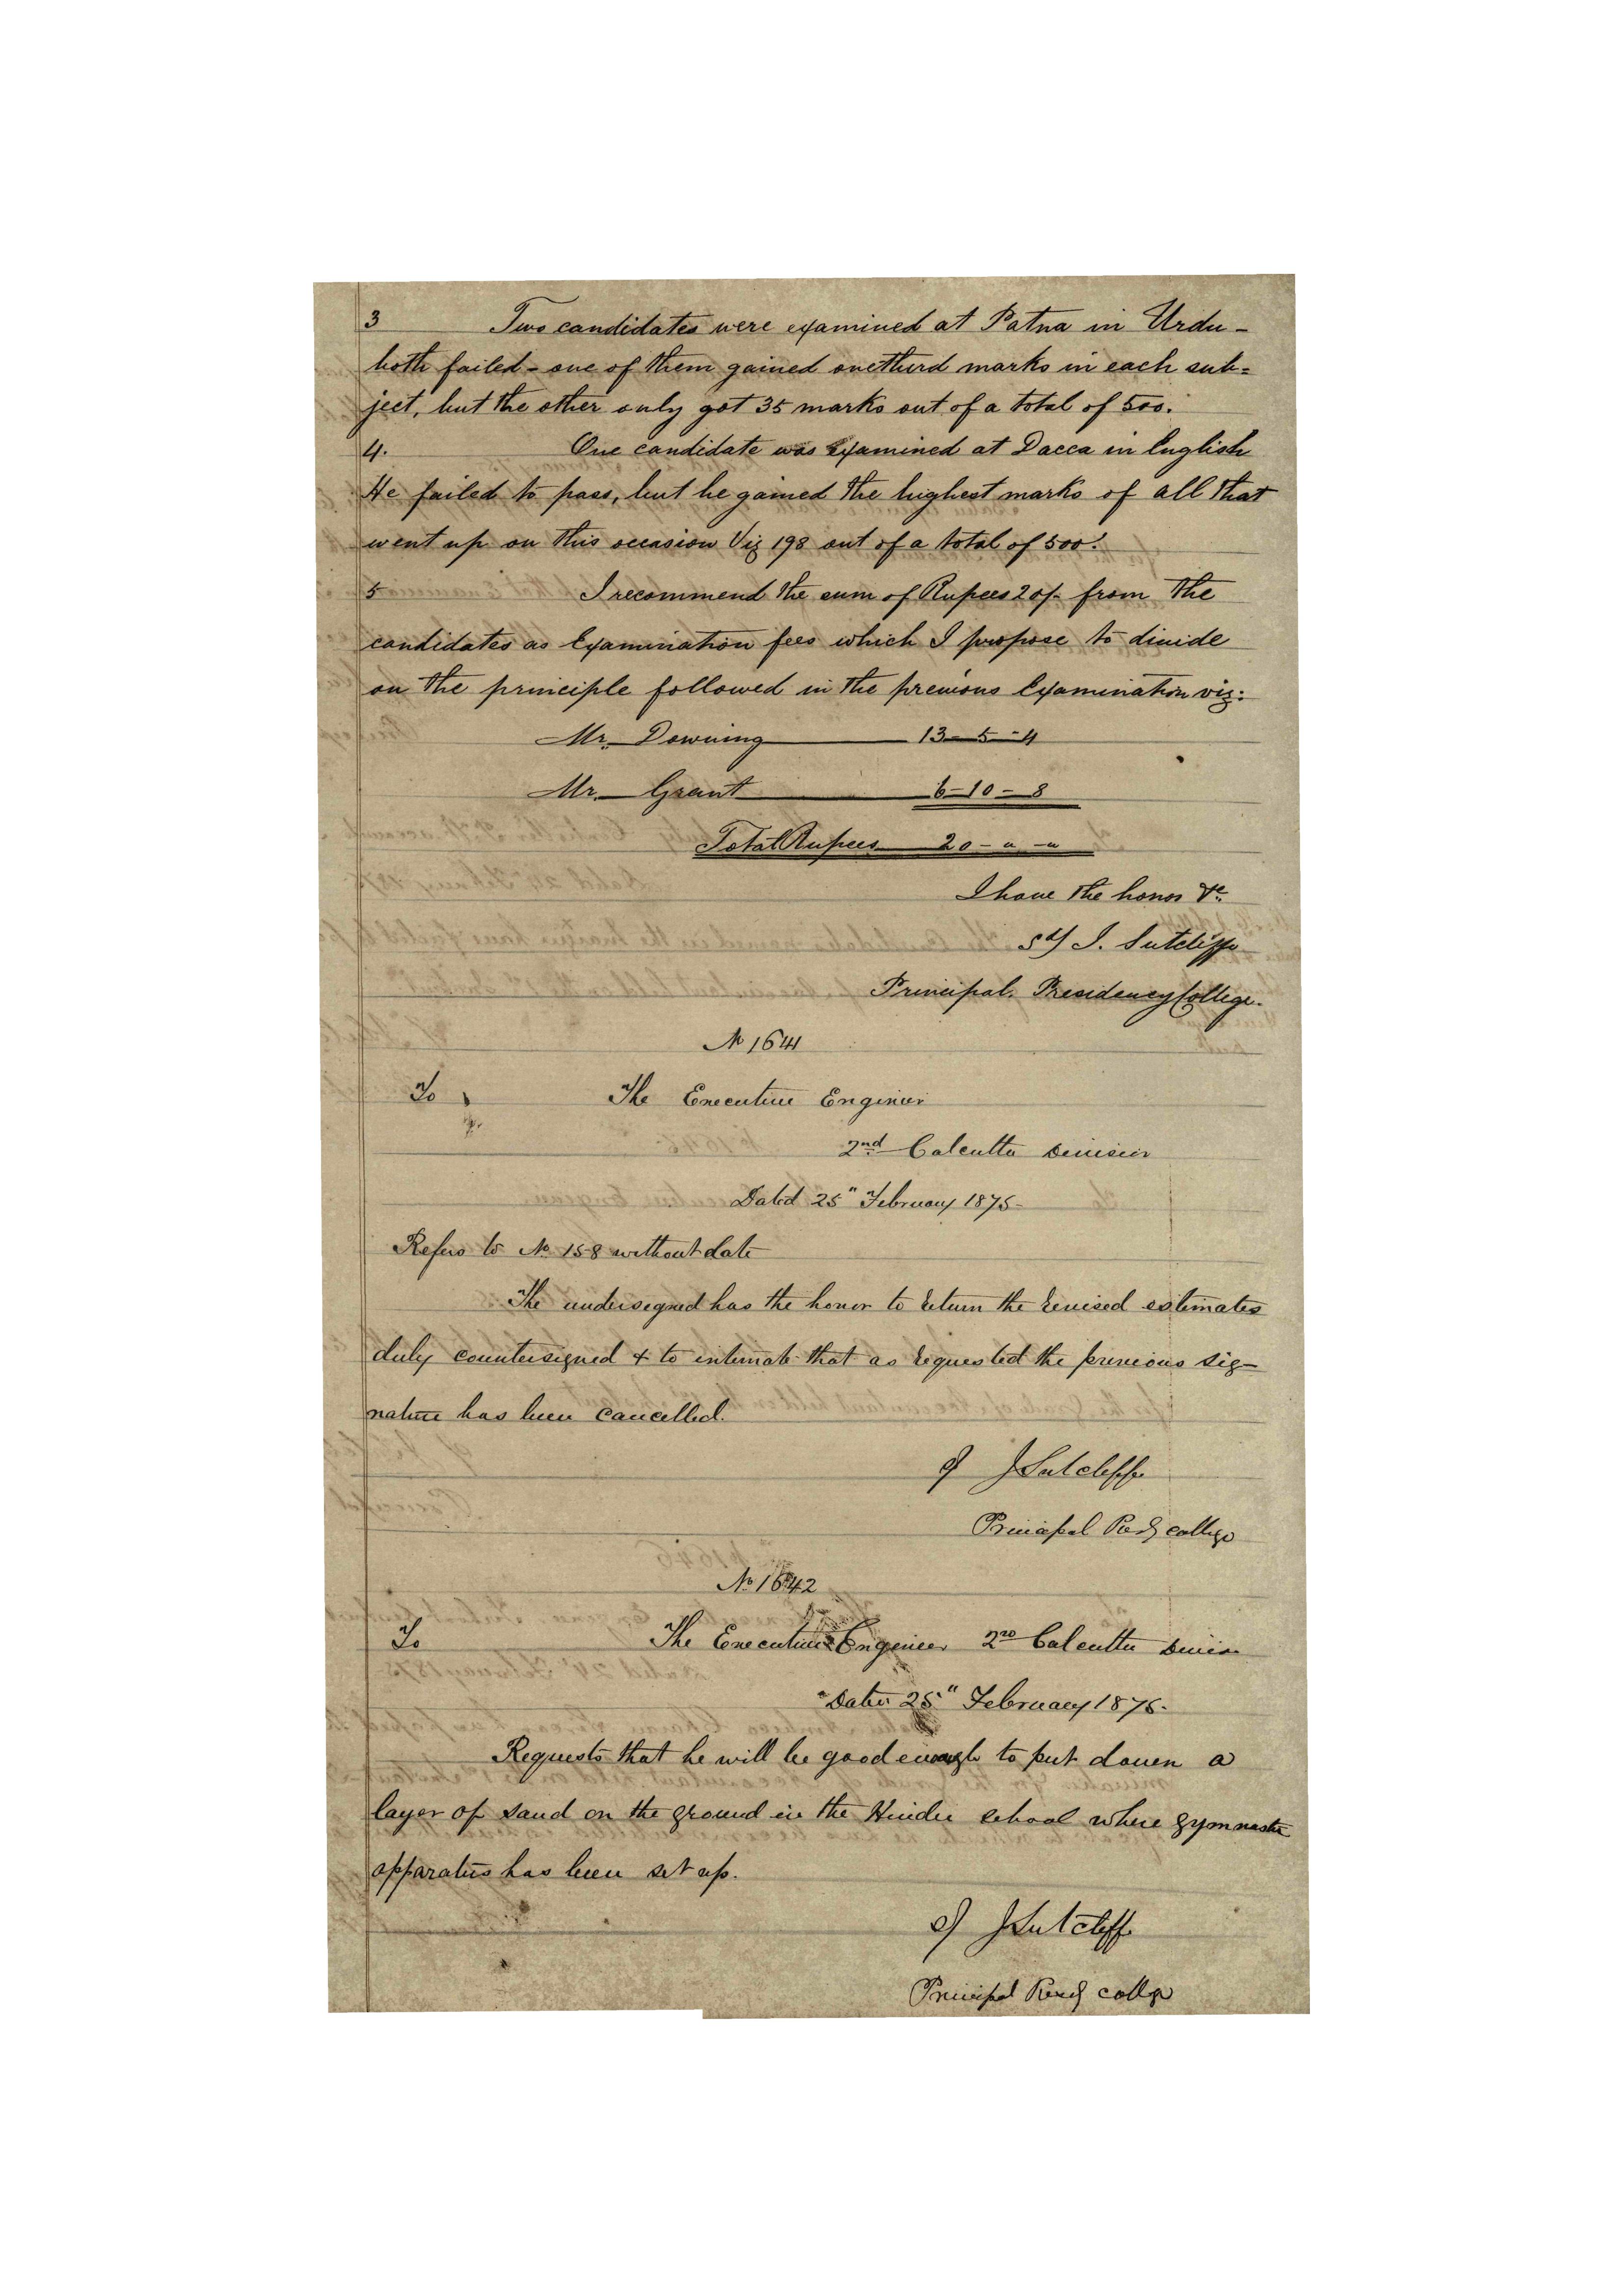 3 Two candidates were examined at Patna in Urdu -
both failed - one of them gained onethird marks in each sub=
ject, but the other only got 35 marks out of a total of 500.
4. One candidate was Examined at Dacca in English
He failed to pass, but he gained the highest marks of all that
went up on this occasion Viz 198 out of a total of 500.
5 I recommend the sum of Rupees 20/- from the
candidates as Examination fees which I propose to divide
on the principle followed in the previous Examination viz:
Mr. Downing 13-5-4
Mr. Grant 6-10-8
Total Rupees 20-"-"
I have the honor &c.
Sd/ J. Sutcliffe
Principal. Presidency College.
No 1641
To The Executive Engineer
2nd Calcutta Division
Dated 25" February 1875-
Refers to No. 158 without date
The undersigned has the honor to return the revised estimates
duly countersigned & to intimate that as requested the previous sig-
nature has been cancelled.
J Sutcliffe
Principal Presy college
No 1642
To The Executive Engineer 2nd Calcutta Division
Dated 25" February 1875-
Requests that he will be good enough to put down a
layer of sand on the ground in the Hindu school where gymnastic
apparatus has been set up.
J Sutcliffe
Principal Presy college